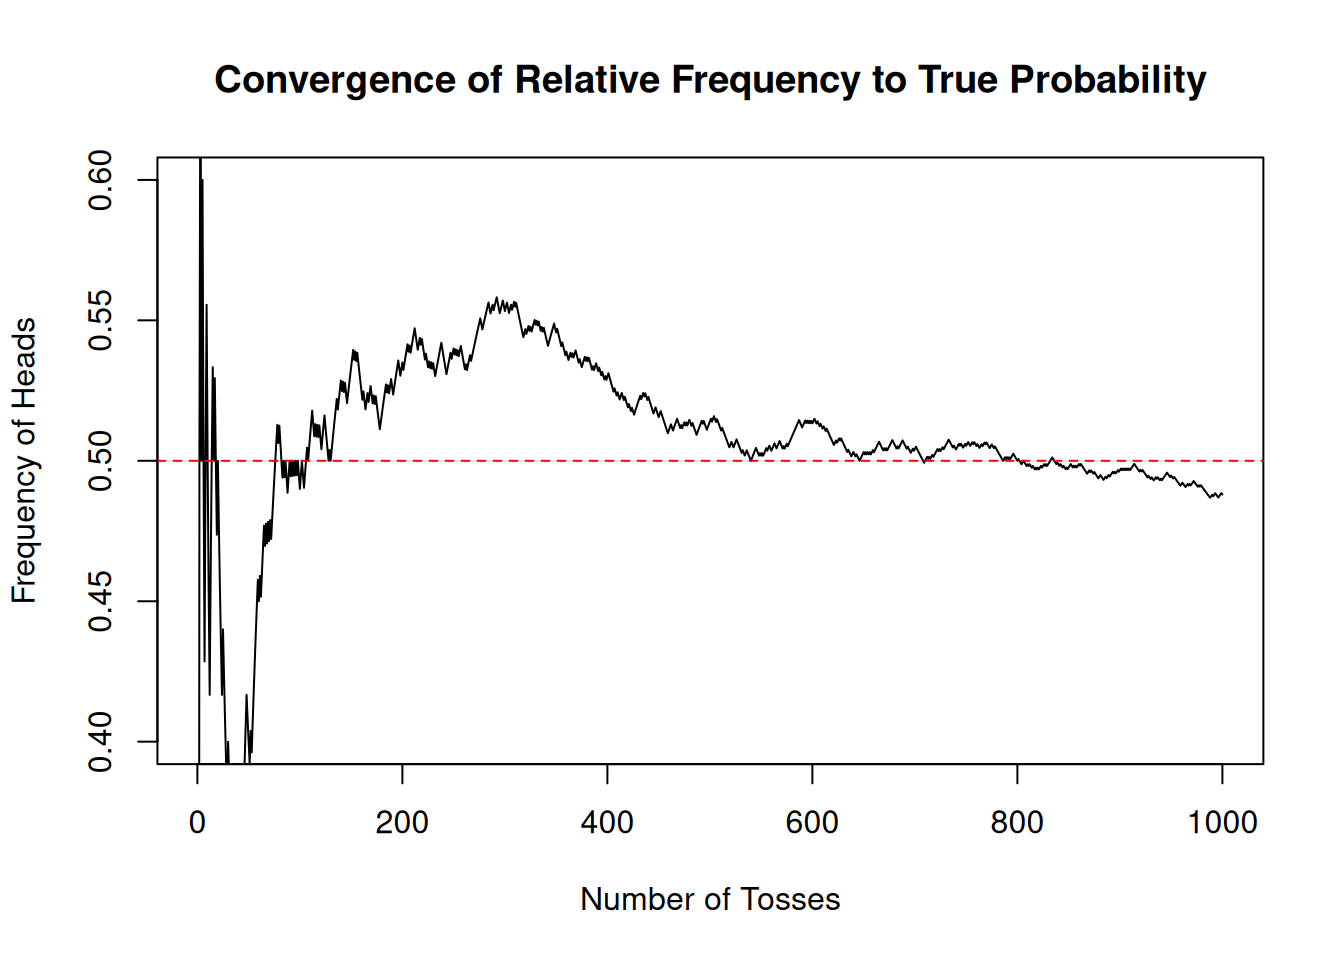 Convergence of Relative Frequency to True Probability
Frequency of Heads
0.60
0.55
0.50
0.45
0.40
0 200 400 600 800 1000
Number of Tosses